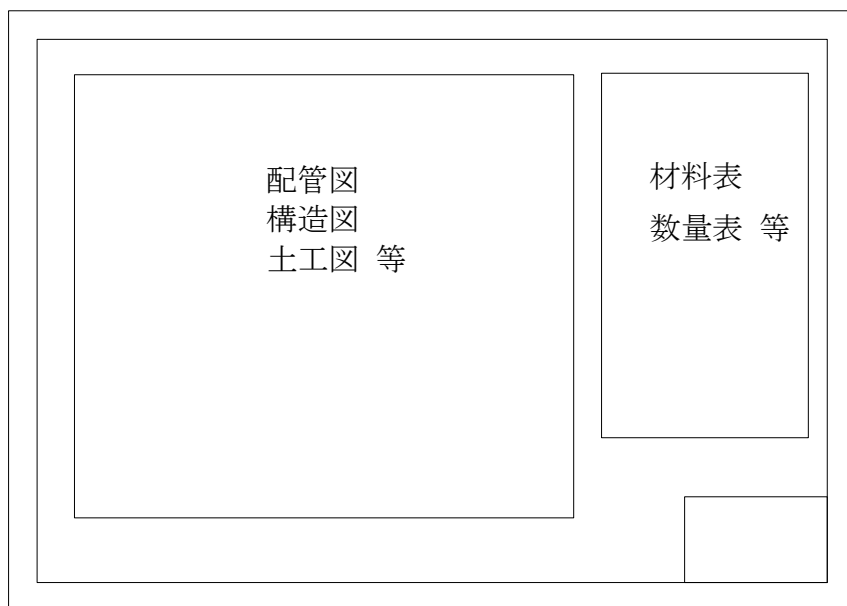 配管図
構造図
土工図 等
材料表
数量表 等